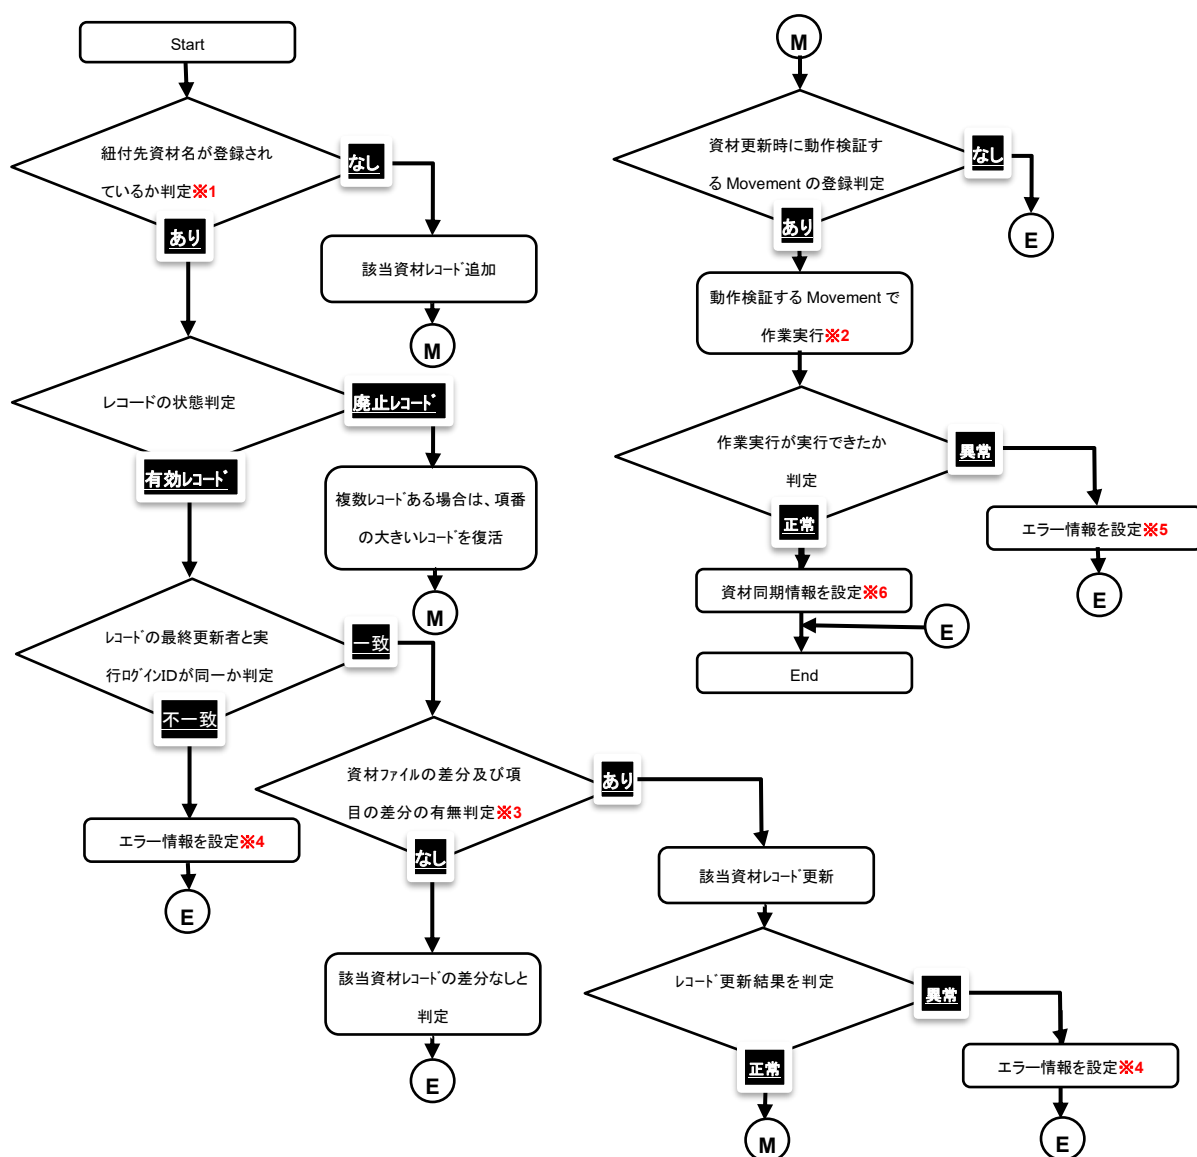 Start
紐付先資材名が登録され
ているか判定※1
なし
あり
該当資材ﾚｺｰﾄﾞ追加
M
レコードの状態判定
廃止ﾚｺｰﾄﾞ
有効ﾚｺｰﾄﾞ
複数ﾚｺｰﾄﾞある場合は、項番
の大きいﾚｺｰﾄﾞを復活
M
ﾚｺｰﾄﾞの最終更新者と実
行ﾛｸﾞｲﾝIDが同一か判定
一致
不一致
エラー情報を設定※4
E
資材ﾌｧｲﾙの差分及び項
目の差分の有無判定※3
あり
なし
該当資材ﾚｺｰﾄﾞの差分なしと
判定
E
該当資材ﾚｺｰﾄﾞ更新
ﾚｺｰﾄﾞ更新結果を判定
異常
正常
エラー情報を設定※4
M
E
M
資材更新時に動作検証す
る Movement の登録判定
なし
あり
E
動作検証する Movement で
作業実行※2
作業実行が実行できたか
判定
異常
正常
エラー情報を設定※5
E
資材同期情報を設定※6
E
End